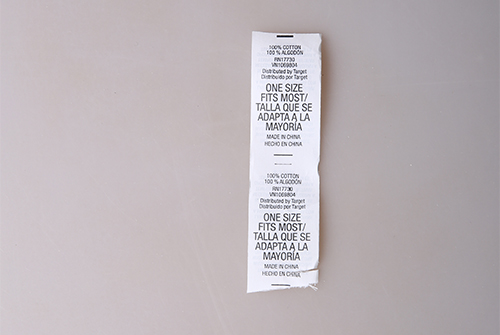 100% COTTON
100 % ALGODÓN
RN17730
VN1069804
Distributed by Target
Distribuido por Target
ONE SIZE
FITS MOST/
TALLA QUE SE
ADAPTA A LA
MAYORÍA
MADE IN CHINA
HECHO EN CHINA
100% COTTON
100 % ALGODÓN
RN17730
VN1069804
Distributed by Target
Distribuido por Target
ONE SIZE
FITS MOST/
TALLA QUE SE
ADAPTA A LA
MAYORÍA
MADE IN CHINA
HECHO EN CHINA